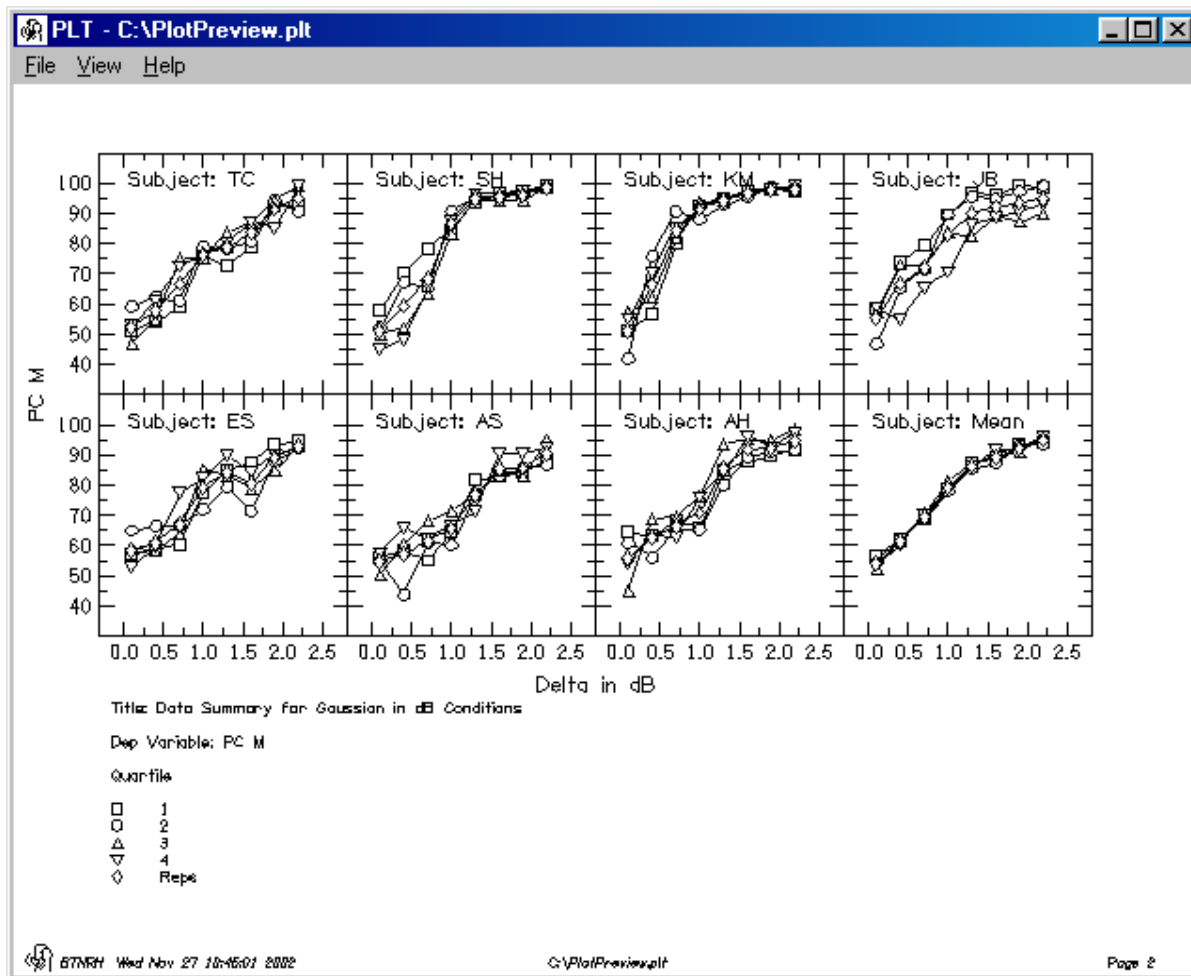 PLT - C:\PlotPreview.plt
File View Help
Subject: TC Subject: SH Subject: KM Subject: JB
100
90
80
70
60
50
40
PC M
Subject: ES Subject: AS Subject: AH Subject: Mean
100
90
80
70
60
50
40
0.0 0.5 1.0 1.5 2.0 2.5 0.0 0.5 1.0 1.5 2.0 2.5 0.0 0.5 1.0 1.5 2.0 2.5 0.0 0.5 1.0 1.5 2.0 2.5
Delta in dB
Title: Data Summary for Gaussian in dB Conditions
Dep Variable: PC M
Quartile
1
2
3
4
Reps
BTNRH Wed Nov 27 10:45:01 2002 C:\PlotPreview.plt Page 2